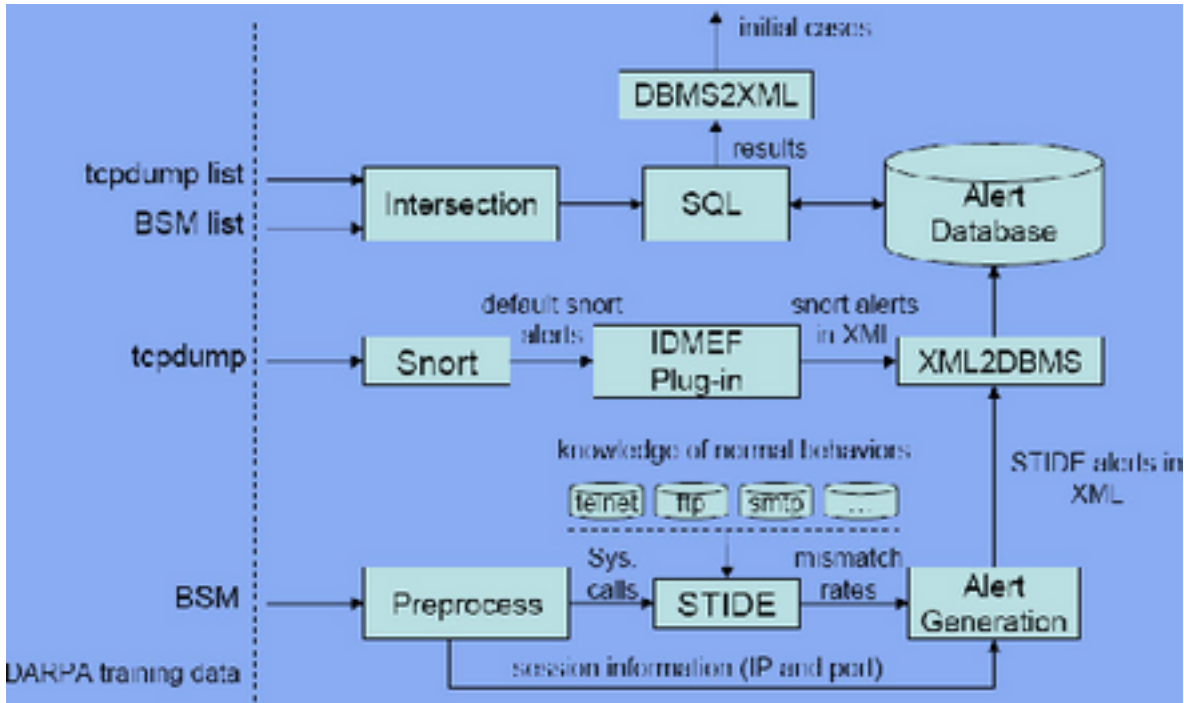 initial cases
DBMS2XML
results
tcpdump list
BSM list
Intersection
SQL
Alert
Database
default snort
alerts
snort alerts
in XML
tcpdump
Snort
IDMEF
Plug-in
XML2DBMS
knowledge of normal behaviors
telnet
ftp
smtp
...
STIDE alerts in
XML
BSM
Preprocess
Sys.
calls
STIDE
mismatch
rates
Alert
Generation
session information (IP and port)
DARPA training data